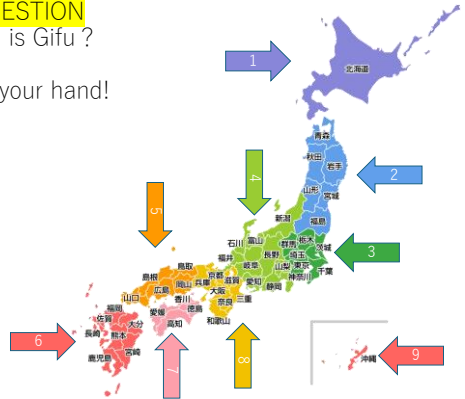 ESTION
is Gifu ?
your hand!
1
北海道
青森
秋田
岩手
2
山形
宮城
4
新潟
福島
5
石川
富山
群馬
栃木
茨城
3
福井
長野
埼玉
鳥取
岐阜
山梨
東京
千葉
島根
京都
滋賀
愛知
神奈川
岡山
兵庫
静岡
広島
大阪
三重
山口
香川
奈良
福岡
愛媛
徳島
和歌山
佐賀
大分
高知
6
長崎
熊本
宮崎
鹿児島
7
8
沖縄
9